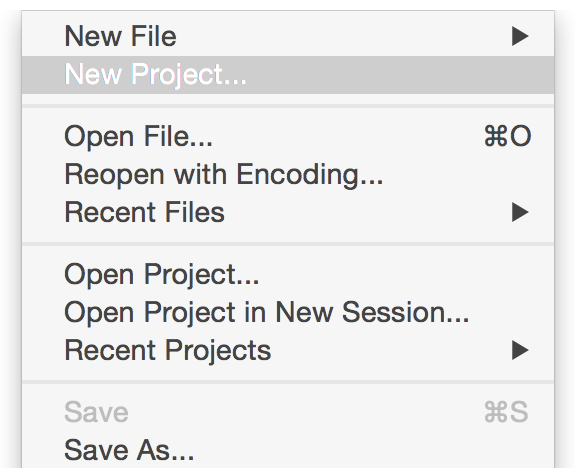 New File ▶
New Project...
Open File... ⌘O
Reopen with Encoding...
Recent Files ▶
Open Project...
Open Project in New Session...
Recent Projects ▶
Save ⌘S
Save As...